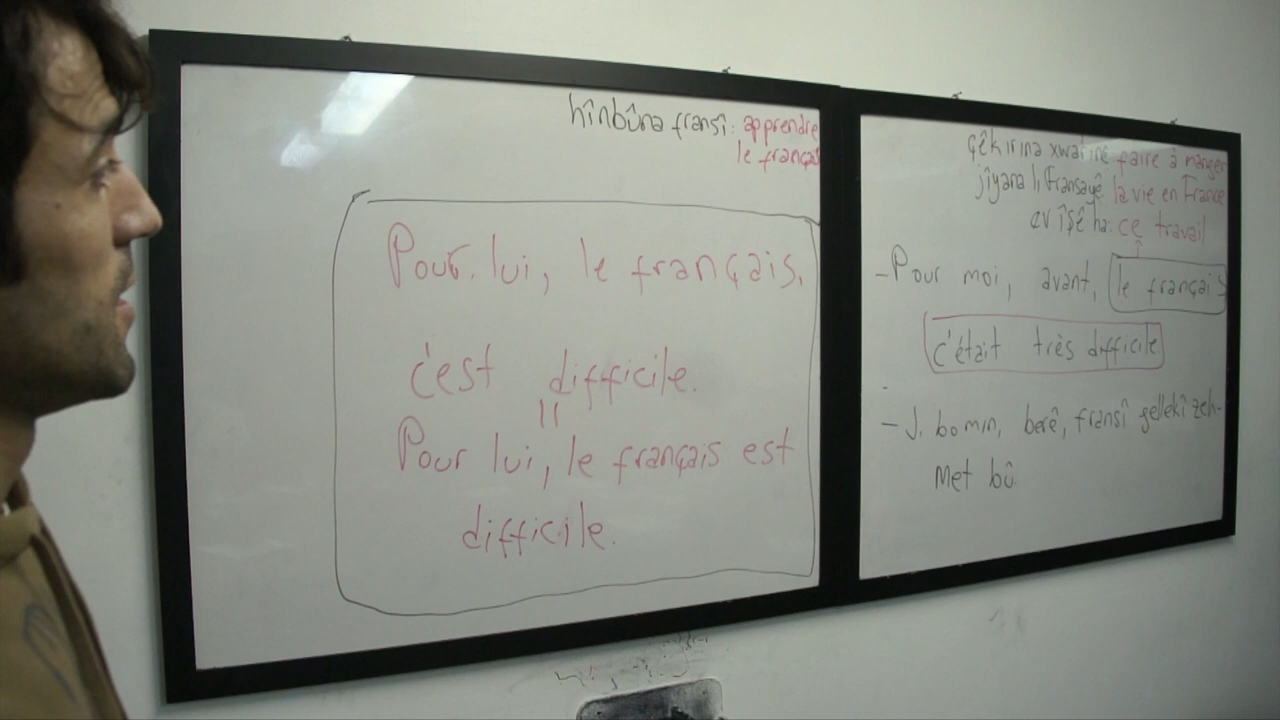 hînbûna fransî: apprendre
le français
Pour lui, le français,
c'est difficile.
=
Pour lui, le français est
difficile.
çêkirina xwarinê faire à manger
jîyana li Fransayê la vie en France
ev îşê ha: ce travail
- Pour moi, avant, le français
c'était très difficile
- J. bo min, berê, fransî gellekî zeh-
met bû.